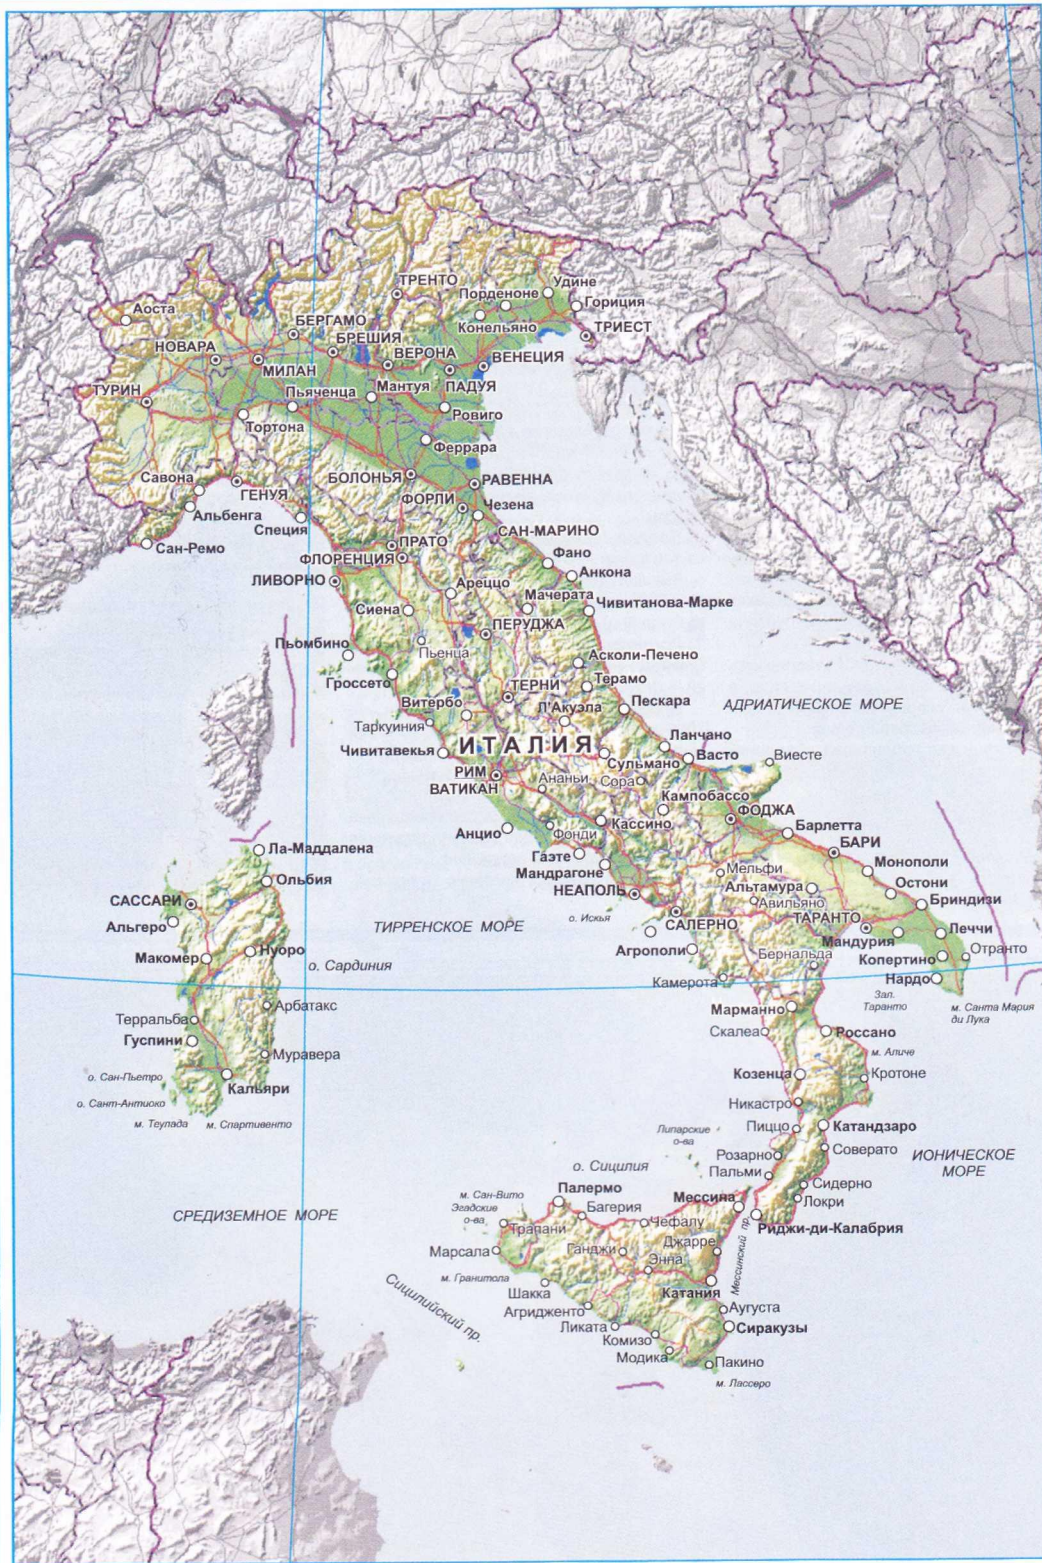 ТРЕНТО
Удине
Порденоне
Гориция
Аоста
БЕРГАМО
Конельяно
ТРИЕСТ
БРЕШИЯ
НОВАРА
ВЕРОНА
ВЕНЕЦИЯ
МИЛАН
ТУРИН
Пьяченца
Мантуя
ПАДУЯ
Ровиго
Тортона
Феррара
Савона
БОЛОНЬЯ
РАВЕННА
ГЕНУЯ
ФОРЛИ
Чезена
Альбенга
Специя
САН-МАРИНО
Сан-Ремо
ПРАТО
ФЛОРЕНЦИЯ
Фано
ЛИВОРНО
Анкона
Ареццо
Мачерата
Чивитанова-Марке
Сиена
ПЕРУДЖА
Пьомбино
Пьенца
Асколи-Печено
Гроссето
Терамо
ТЕРНИ
Витербо
Л'Акуэла
Пескара
АДРИАТИЧЕСКОЕ МОРЕ
Таркуиния
Ланчано
Чивитавекья
ИТАЛИЯ
Сульмано
Васто
Виесте
РИМ
ВАТИКАН
Ананьи
Сора
Кампобассо
ФОДЖА
Анцио
Фонди
Кассино
Барлетта
БАРИ
Ла-Маддалена
Гаэте
Мандрагоне
Мельфи
Монополи
Ольбия
НЕАПОЛЬ
Альтамура
Остони
САССАРИ
Авильяно
Бриндизи
о. Искья
Альгеро
ТИРРЕНСКОЕ МОРЕ
САЛЕРНО
ТАРАНТО
Леччи
Мандурия
Агрополи
Нуоро
Макомер
Бернальда
Копертино
Отранто
о. Сардиния
Камерота
Нардо
Зал.
Таранто
м. Санта Мария
ди Лука
Арбатакс
Марманно
Терральба
Скалеа
Россано
Гуспини
Муравера
м. Аличе
о. Сан-Пьетро
Кальяри
Козенца
Кротоне
о. Сант-Антиоко
Никастро
м. Теулада
м. Спартивенто
Пиццо
Катандзаро
Липарские
о-ва
Розарно
Соверато
ИОНИЧЕСКОЕ
МОРЕ
о. Сицилия
Пальми
Сидерно
м. Сан-Вито
Палермо
Мессина
Локри
Эгадские
о-ва
СРЕДИЗЕМНОЕ МОРЕ
Багерия
Трапани
Чефалу
Риджи-ди-Калабрия
Марсала
Ганджи
Джарре
Мессинский пр.
Энна
м. Гранитола
Шакка
Катания
Сицилийский пр.
Агридженто
Аугуста
Ликата
Сиракузы
Комизо
Модика
Пакино
м. Лассеро